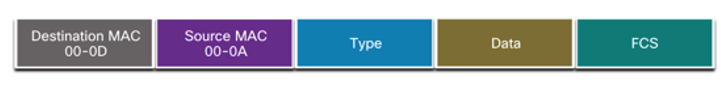 Destination MAC
00-0D
Source MAC
00-0A
Type
Data
FCS